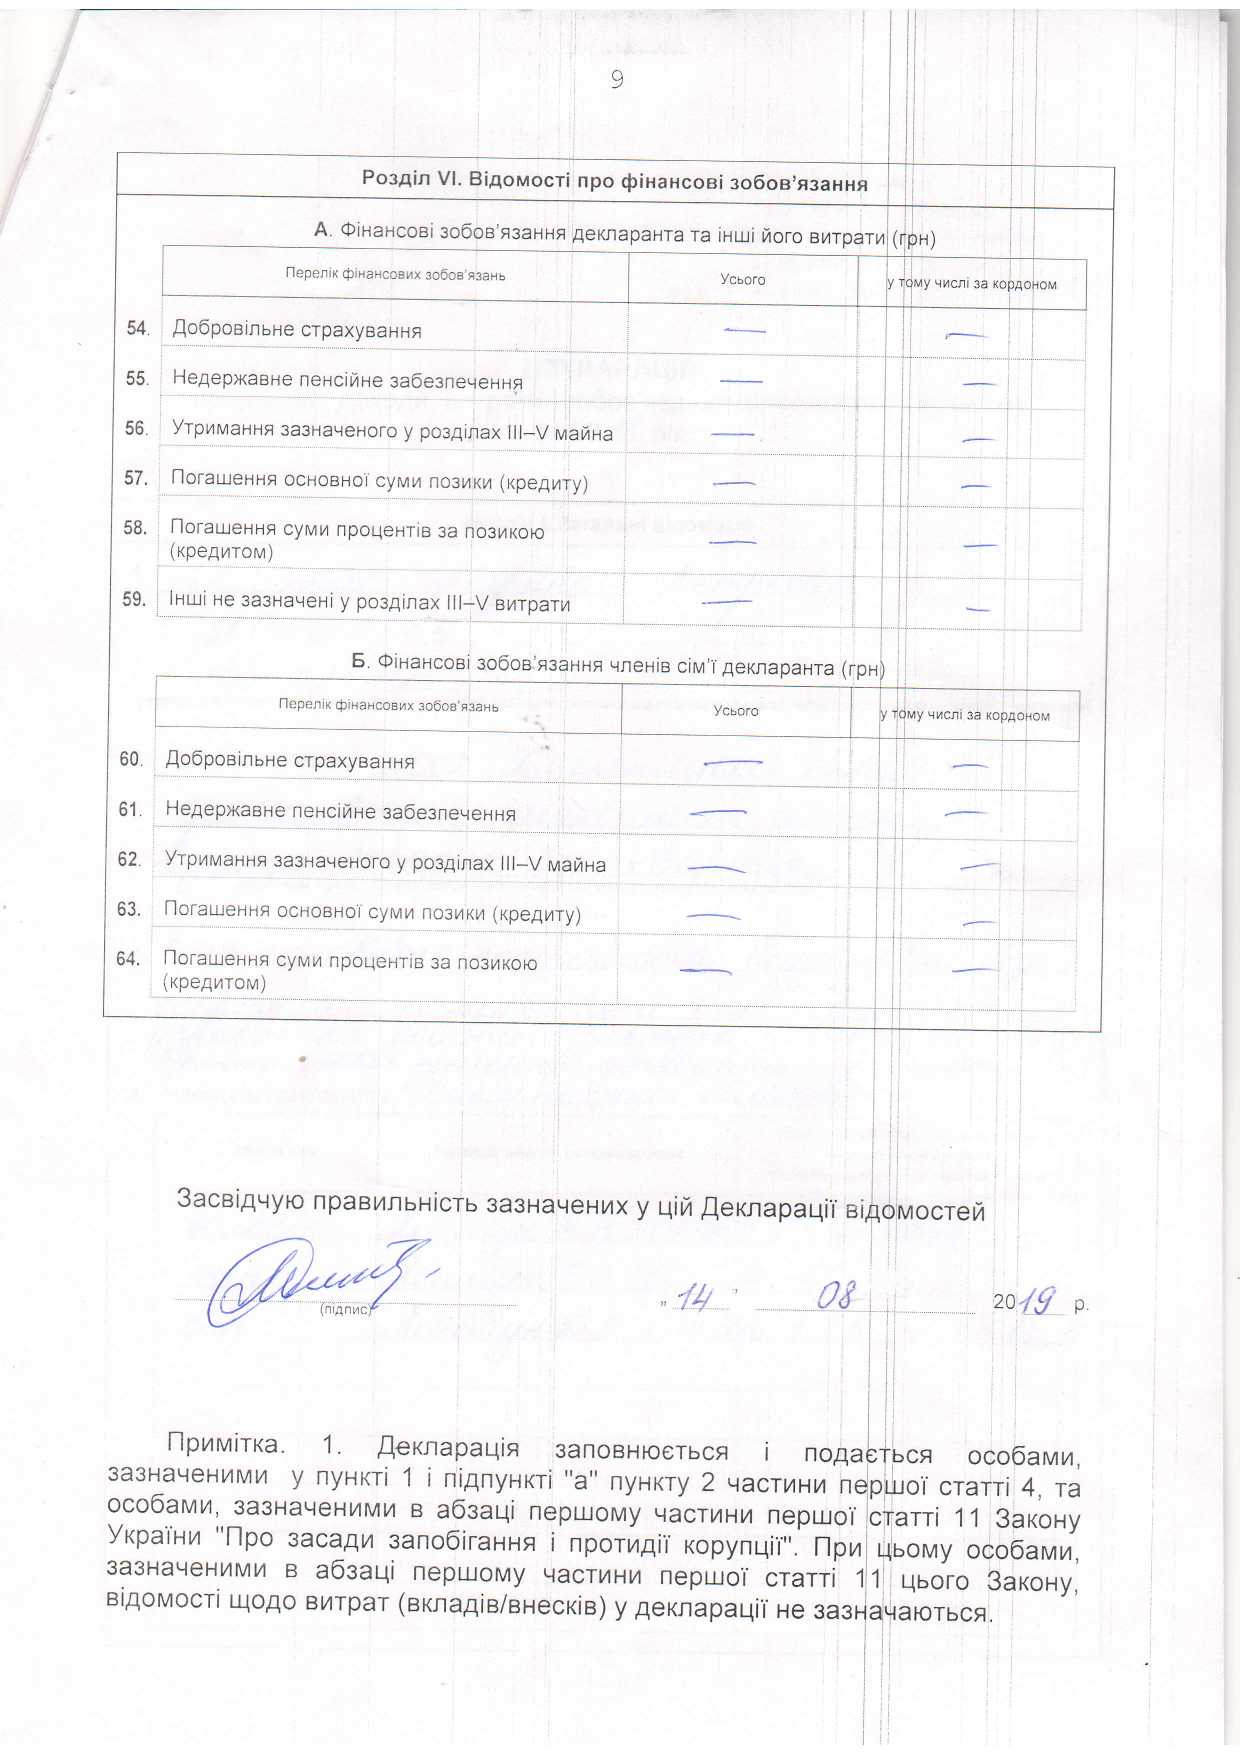 9
Розділ VI. Відомості про фінансові зобов'язання
А. Фінансові зобов'язання декларанта та інші його витрати (грн)
Перелік фінансових зобов'язань Усього у тому числі за кордоном
54. Добровільне страхування — —
55. Недержавне пенсійне забезпечення — —
56. Утримання зазначеного у розділах III–V майна — —
57. Погашення основної суми позики (кредиту) — —
58. Погашення суми процентів за позикою
(кредитом) — —
59. Інші не зазначені у розділах III–V витрати — —
Б. Фінансові зобов'язання членів сім'ї декларанта (грн)
Перелік фінансових зобов'язань Усього у тому числі за кордоном
60. Добровільне страхування — —
61. Недержавне пенсійне забезпечення — —
62. Утримання зазначеного у розділах III–V майна — —
63. Погашення основної суми позики (кредиту) — —
64. Погашення суми процентів за позикою
(кредитом) — —
Засвідчую правильність зазначених у цій Декларації відомостей
„ 14 " 08 2019 р.
(підпис)
Примітка. 1. Декларація заповнюється і подається особами,
зазначеними у пункті 1 і підпункті "а" пункту 2 частини першої статті 4, та
особами, зазначеними в абзаці першому частини першої статті 11 Закону
України "Про засади запобігання і протидії корупції". При цьому особами,
зазначеними в абзаці першому частини першої статті 11 цього Закону,
відомості щодо витрат (вкладів/внесків) у декларації не зазначаються.